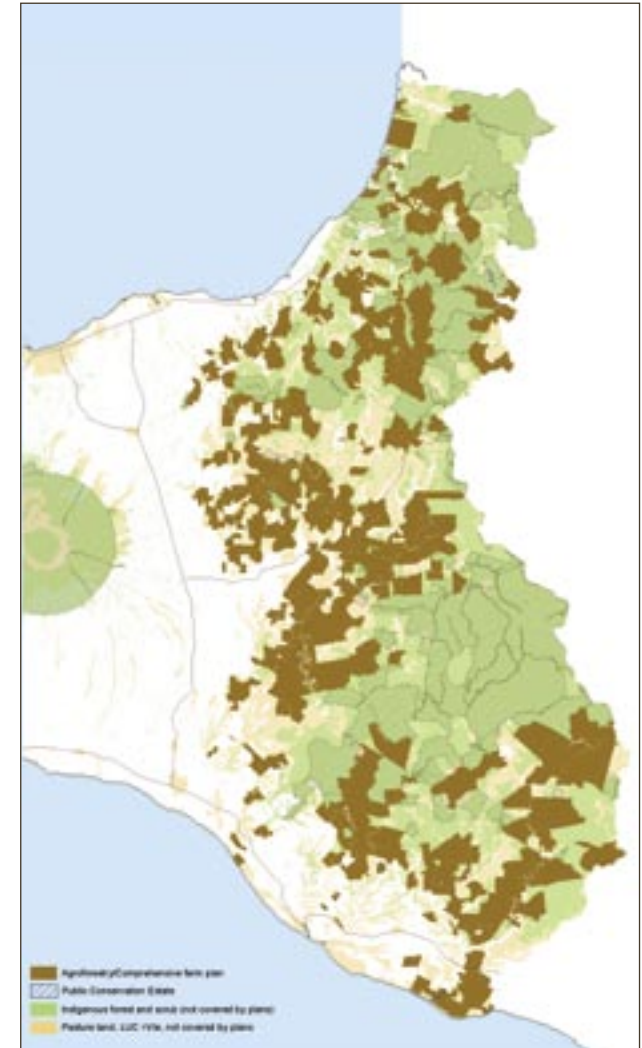 Agroforestry/Comprehensive farm plan
Public Conservation Estate
Indigenous forest and scrub (not covered by plans)
Pasture land, LUC >VIe, not covered by plans